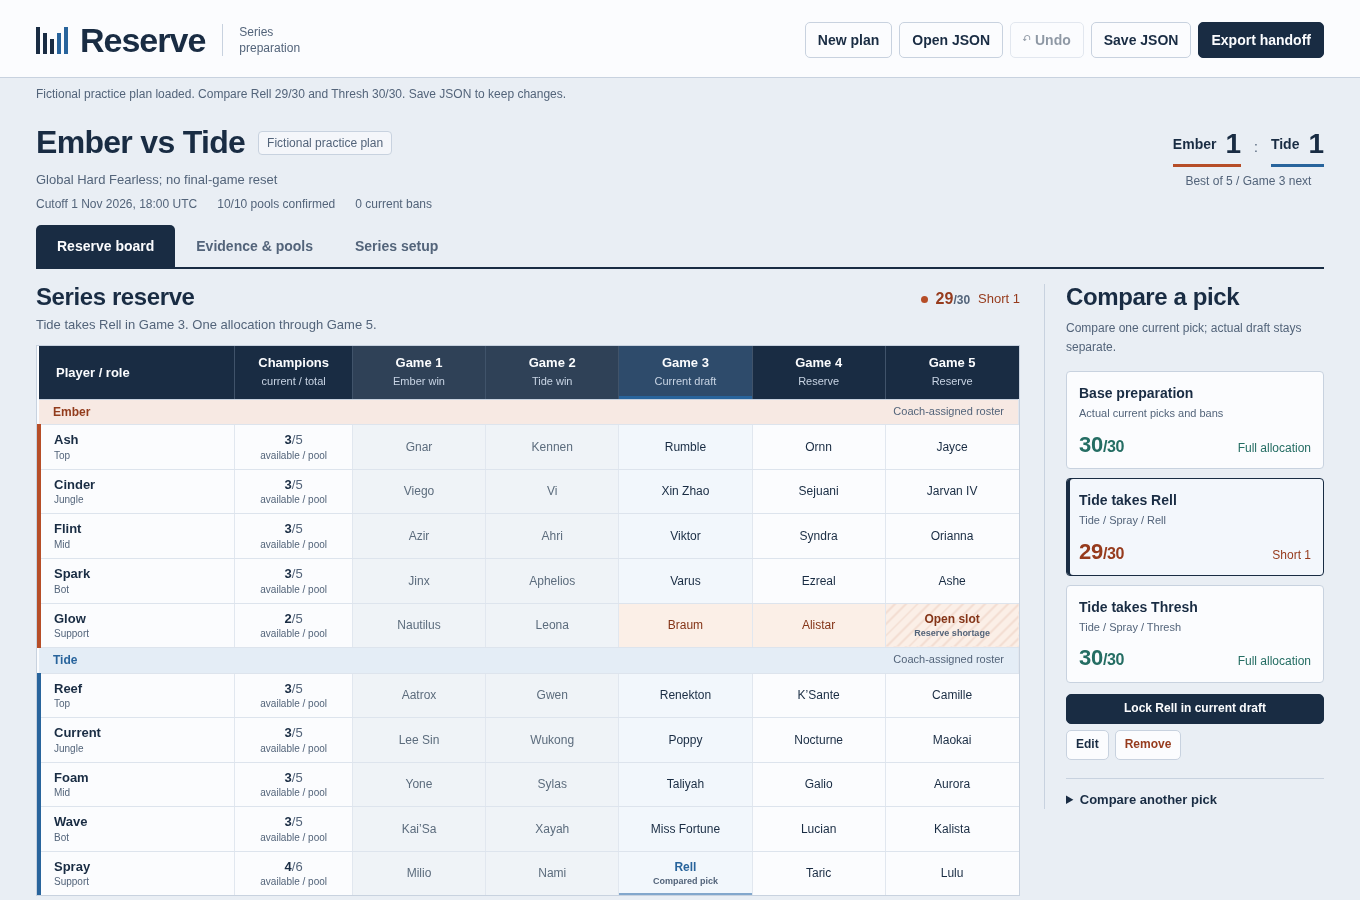 Reserve
Series
preparation
New plan
Open JSON
Undo
Save JSON
Export handoff
Fictional practice plan loaded. Compare Rell 29/30 and Thresh 30/30. Save JSON to keep changes.
Ember vs Tide
Fictional practice plan
Ember 1 : Tide 1
Global Hard Fearless; no final-game reset
Best of 5 / Game 3 next
Cutoff 1 Nov 2026, 18:00 UTC 10/10 pools confirmed 0 current bans
Reserve board
Evidence & pools
Series setup
Series reserve
29/30 Short 1
Tide takes Rell in Game 3. One allocation through Game 5.
Player / role
Champions
current / total
Game 1
Ember win
Game 2
Tide win
Game 3
Current draft
Game 4
Reserve
Game 5
Reserve
Ember Coach-assigned roster
Ash
Top
3/5
available / pool
Gnar Kennen Rumble Ornn Jayce
Cinder
Jungle
3/5
available / pool
Viego Vi Xin Zhao Sejuani Jarvan IV
Flint
Mid
3/5
available / pool
Azir Ahri Viktor Syndra Orianna
Spark
Bot
3/5
available / pool
Jinx Aphelios Varus Ezreal Ashe
Glow
Support
2/5
available / pool
Nautilus Leona Braum Alistar Open slot
Reserve shortage
Tide Coach-assigned roster
Reef
Top
3/5
available / pool
Aatrox Gwen Renekton K'Sante Camille
Current
Jungle
3/5
available / pool
Lee Sin Wukong Poppy Nocturne Maokai
Foam
Mid
3/5
available / pool
Yone Sylas Taliyah Galio Aurora
Wave
Bot
3/5
available / pool
Kai'Sa Xayah Miss Fortune Lucian Kalista
Spray
Support
4/6
available / pool
Milio Nami Rell
Compared pick
Taric Lulu
Compare a pick
Compare one current pick; actual draft stays
separate.
Base preparation
Actual current picks and bans
30/30 Full allocation
Tide takes Rell
Tide / Spray / Rell
29/30 Short 1
Tide takes Thresh
Tide / Spray / Thresh
30/30 Full allocation
Lock Rell in current draft
Edit
Remove
Compare another pick